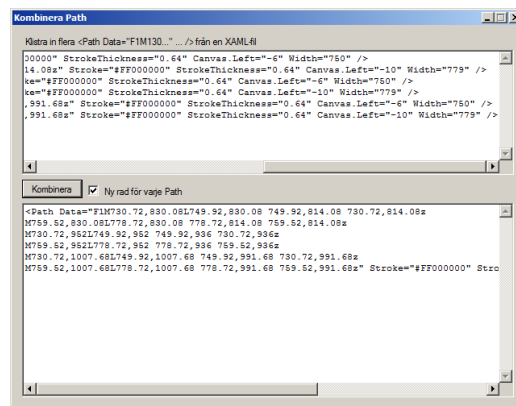 Kombinera Path
Klistra in flera <Path Data="F1M130..." ... /> från en XAML-fil
00000" StrokeThickness="0.64" Canvas.Left="-6" Width="750" />
14.08z" Stroke="#FF000000" StrokeThickness="0.64" Canvas.Left="-10" Width="779" />
ke="#FF000000" StrokeThickness="0.64" Canvas.Left="-6" Width="750" />
ke="#FF000000" StrokeThickness="0.64" Canvas.Left="-10" Width="779" />
,991.68z" Stroke="#FF000000" StrokeThickness="0.64" Canvas.Left="-6" Width="750" />
,991.68z" Stroke="#FF000000" StrokeThickness="0.64" Canvas.Left="-10" Width="779" />
Kombinera
Ny rad för varje Path
<Path Data="F1M730.72,830.08L749.92,830.08 749.92,814.08 730.72,814.08z
M759.52,830.08L778.72,830.08 778.72,814.08 759.52,814.08z
M730.72,952L749.92,952 749.92,936 730.72,936z
M759.52,952L778.72,952 778.72,936 759.52,936z
M730.72,1007.68L749.92,1007.68 749.92,991.68 730.72,991.68z
M759.52,1007.68L778.72,1007.68 778.72,991.68 759.52,991.68z" Stroke="#FF000000" Stro